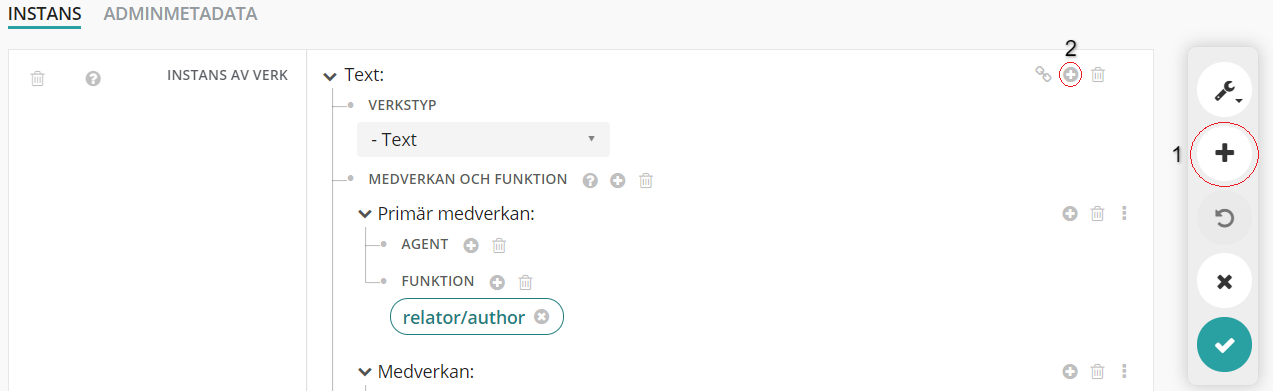 INSTANS ADMINMETADATA
2
INSTANS AV VERK Text:
VERKSTYP
- Text
1
MEDVERKAN OCH FUNKTION
Primär medverkan:
AGENT
FUNKTION
relator/author
Medverkan: